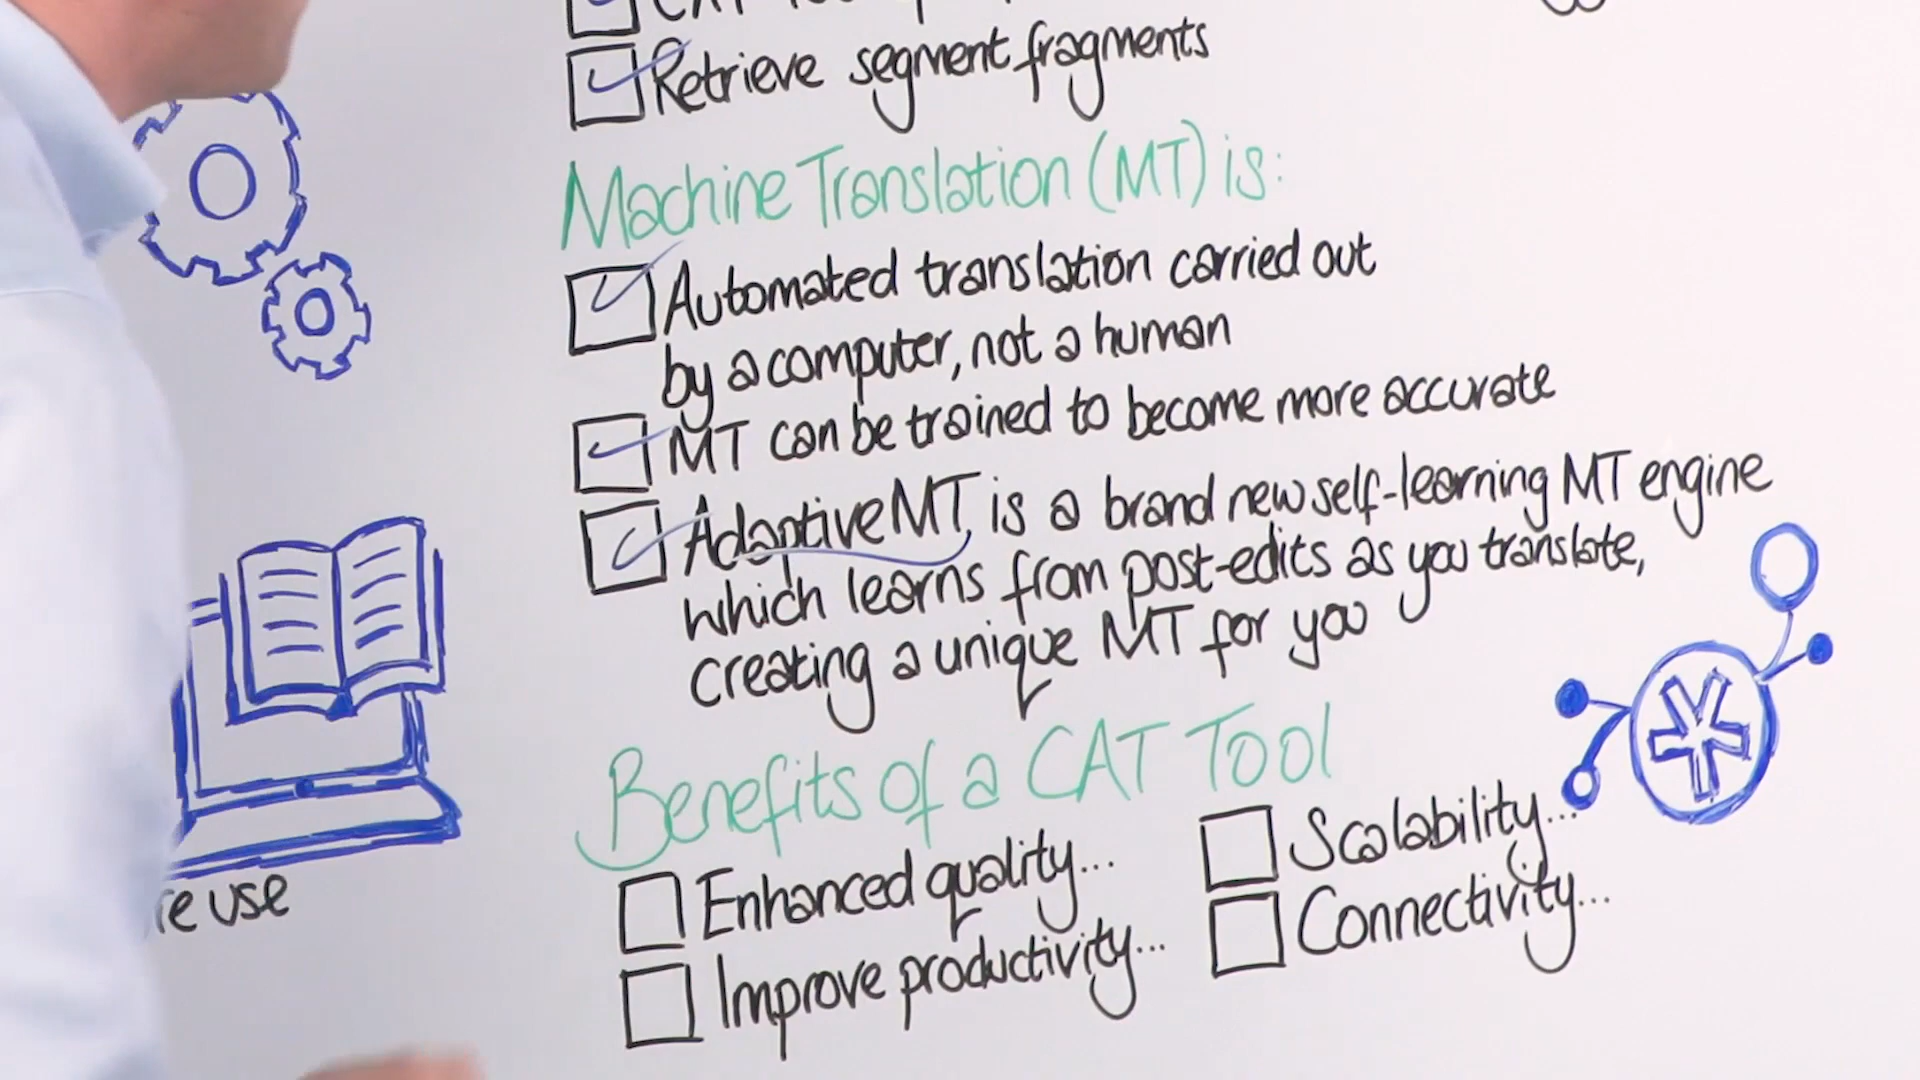 CAT
Retrieve segment fragments
Machine Translation (MT) is:
Automated translation carried out
by a computer, not a human
MT can be trained to become more accurate
AdaptiveMT is a brand new self-learning MT engine
which learns from post-edits as you translate,
creating a unique MT for you
re use
Benefits of a CAT Tool
Enhanced quality...
Improve productivity...
Scalability...
Connectivity...